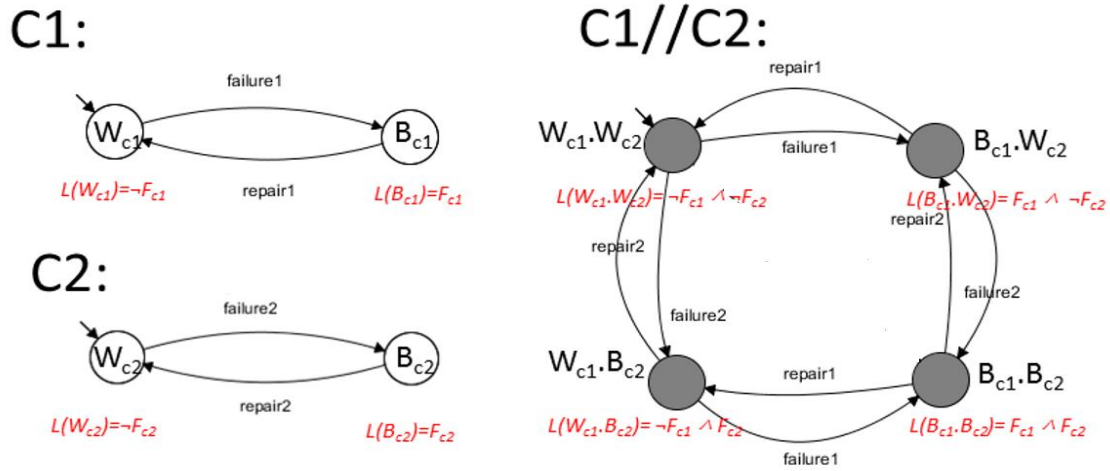 C1:
failure1
W_c1
B_c1
L(W_c1)=¬F_c1
repair1
L(B_c1)=F_c1
C2:
failure2
W_c2
B_c2
repair2
L(W_c2)=¬F_c2
L(B_c2)=F_c2
C1//C2:
repair1
W_c1.W_c2
failure1
B_c1.W_c2
L(W_c1.W_c2)=¬F_c1 ∧ ¬F_c2
L(B_c1.W_c2)= F_c1 ∧ ¬F_c2
repair2
repair2
failure2
failure2
W_c1.B_c2
repair1
B_c1.B_c2
L(W_c1.B_c2)= ¬F_c1 ∧ F_c2
L(B_c1.B_c2)= F_c1 ∧ F_c2
failure1